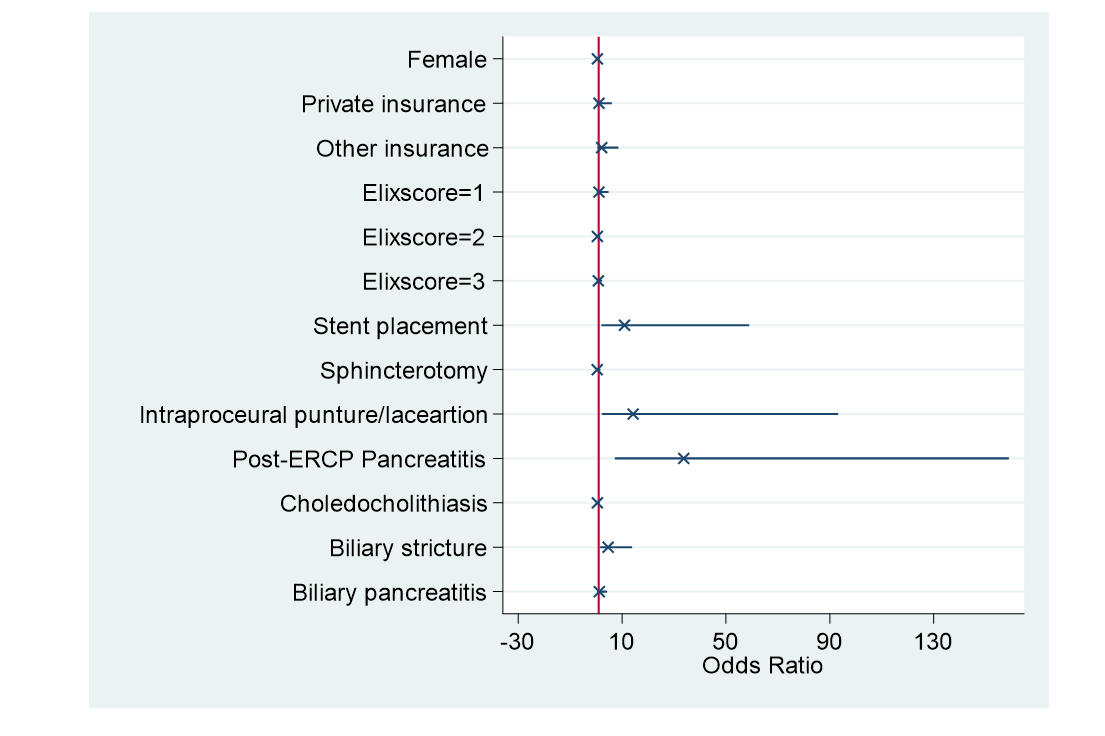 Female
Private insurance
Other insurance
Elixscore=1
Elixscore=2
Elixscore=3
Stent placement
Sphincterotomy
Intraproceural punture/laceartion
Post-ERCP Pancreatitis
Choledocholithiasis
Biliary stricture
Biliary pancreatitis
-30 10 50 90 130
Odds Ratio